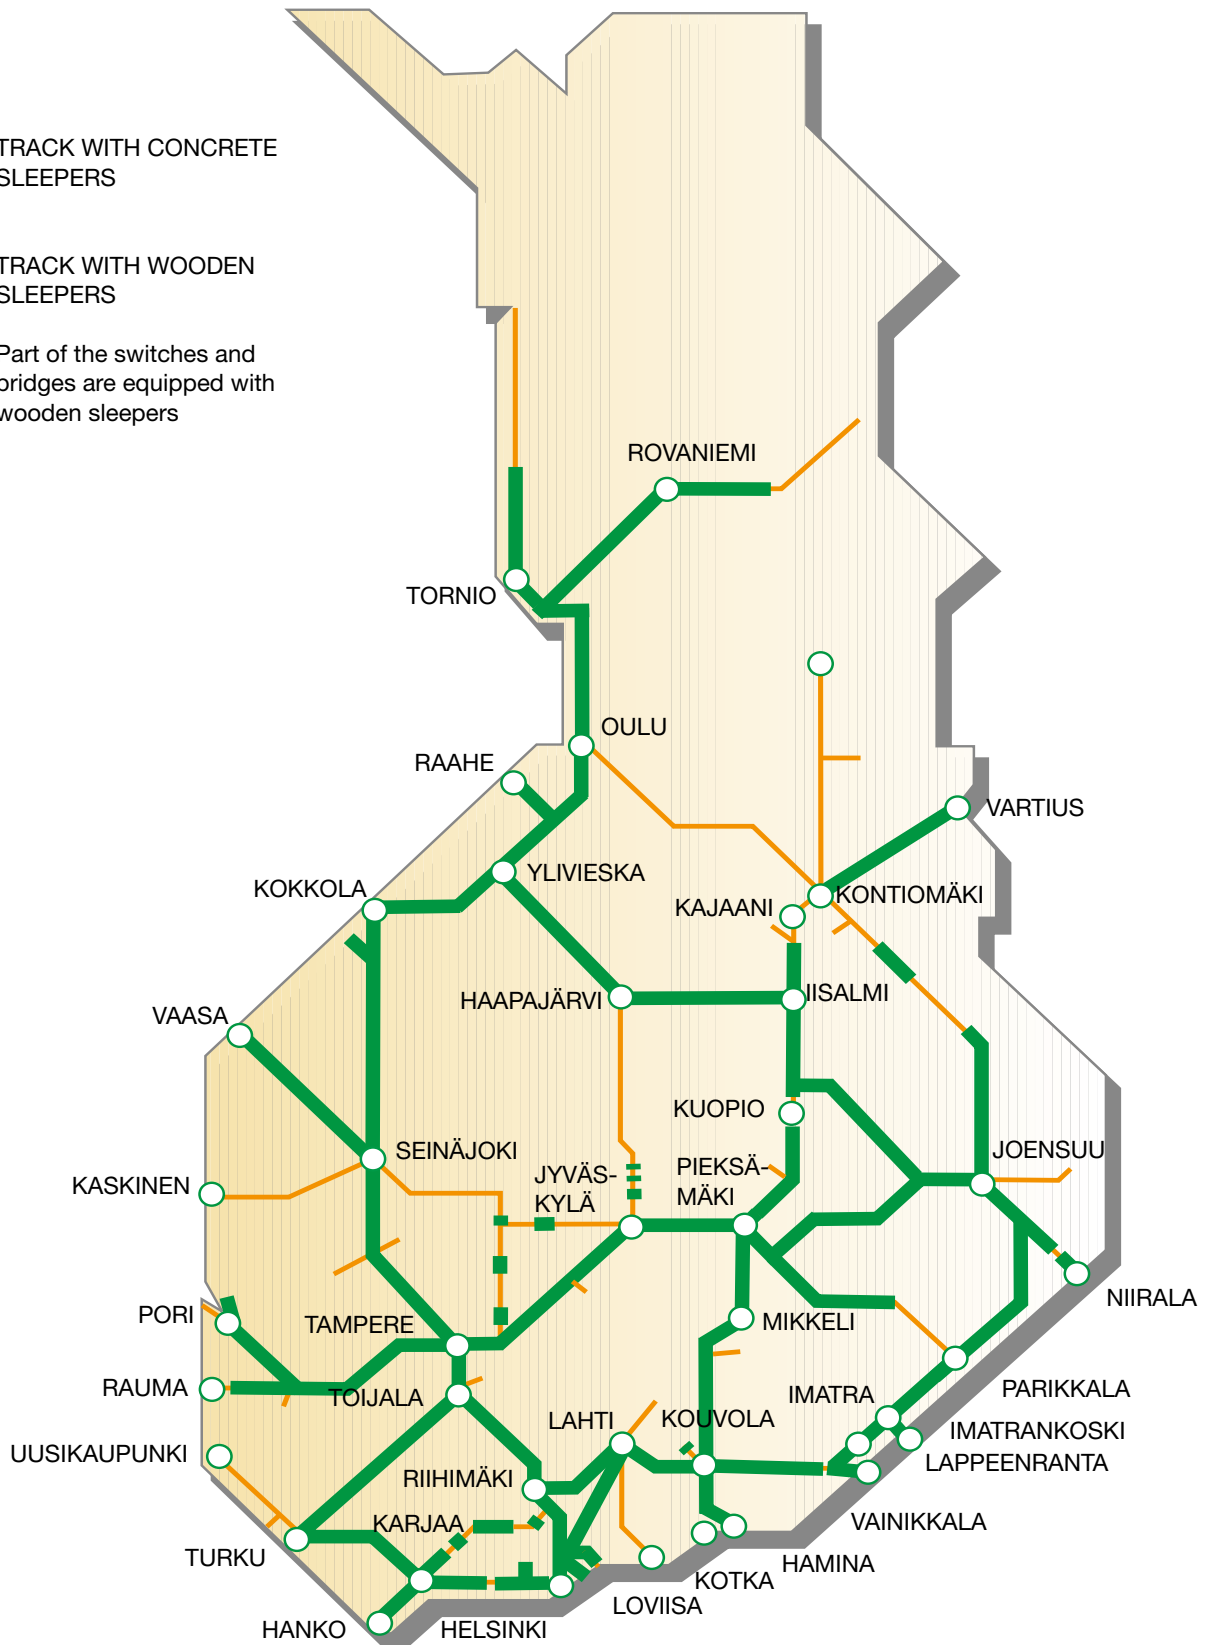 TRACK WITH CONCRETE
SLEEPERS
TRACK WITH WOODEN
SLEEPERS
Part of the switches and
bridges are equipped with
wooden sleepers
ROVANIEMI
TORNIO
OULU
RAAHE
VARTIUS
YLIVIESKA
KOKKOLA
KAJAANI
KONTIOMÄKI
HAAPAJÄRVI
IISALMI
VAASA
KUOPIO
SEINÄJOKI
JOENSUU
JYVÄS-
KYLÄ
PIEKSÄ-
MÄKI
KASKINEN
NIIRALA
PORI
TAMPERE
MIKKELI
RAUMA
TOIJALA
PARIKKALA
IMATRA
LAHTI
KOUVOLA
IMATRANKOSKI
UUSIKAUPUNKI
LAPPEENRANTA
RIIHIMÄKI
KARJAA
VAINIKKALA
TURKU
HAMINA
KOTKA
LOVIISA
HANKO
HELSINKI